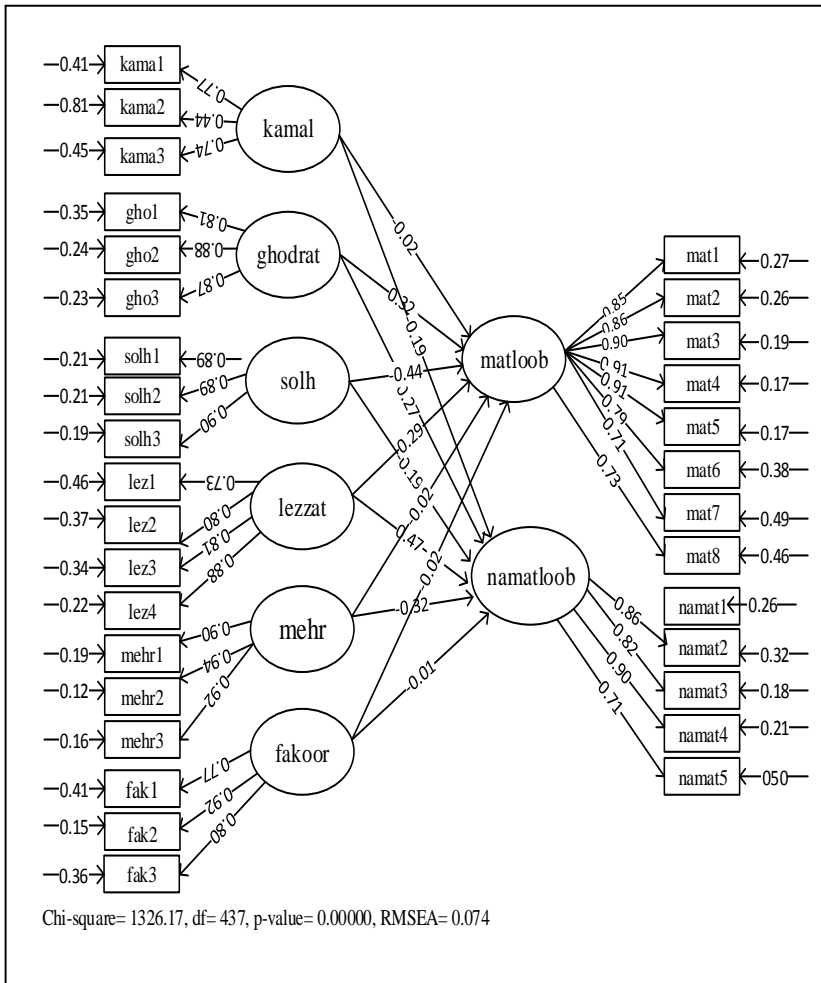 0.41 kama1
0.77
0.81 kama2
0.44
0.45 kama3
0.74
kamal
0.35 gho1
0.81
0.24 gho2
0.88
0.23 gho3
0.87
ghodrat
0.21 solh1
0.89
0.21 solh2
0.89
0.19 solh3
0.90
solh
0.46 lez1
0.73
0.37 lez2
0.80
0.34 lez3
0.81
0.22 lez4
0.88
lezzat
0.19 mehr1
0.90
0.12 mehr2
0.94
0.16 mehr3
0.92
mehr
0.41 fak1
0.77
0.15 fak2
0.92
0.36 fak3
0.80
fakoor
0.02
0.19
0.32
0.27
0.44
0.19
0.29
0.47
0.02
0.32
0.02
0.01
matloob
namatloob
0.85
mat1 0.27
0.86
mat2 0.26
0.90
mat3 0.19
0.91
mat4 0.17
0.91
mat5 0.17
0.79
mat6 0.38
0.71
mat7 0.49
0.73
mat8 0.46
namat1 0.26
0.86
namat2 0.32
0.82
namat3 0.18
0.90
namat4 0.21
0.71
namat5 050
Chi-square= 1326.17, df= 437, p-value= 0.00000, RMSEA= 0.074